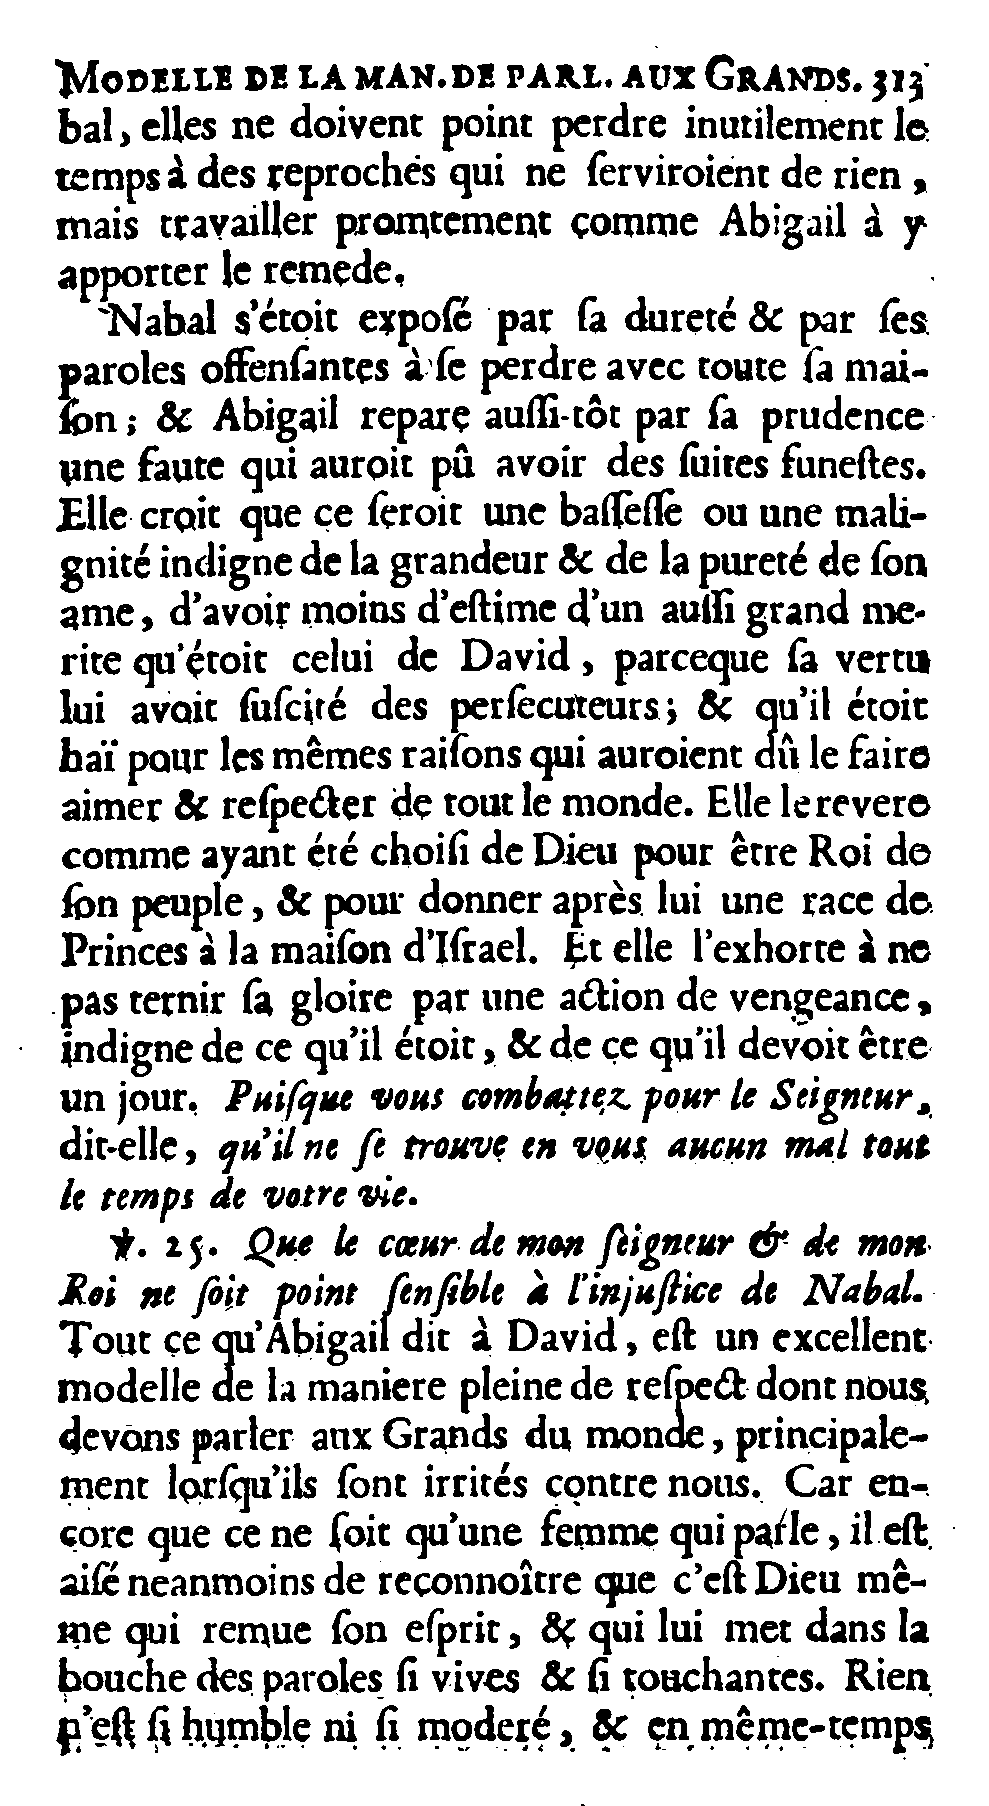 MODELLE DE LA MAN. DE PARL. AUX GRANDS. 313
bal, elles ne doivent point perdre inutilement le
temps à des reproches qui ne ſerviroient de rien,
mais travailler promtement comme Abigail à y
apporter le remede.
Nabal s'étoit expoſé par ſa dureté & par ſes
paroles offenſantes à ſe perdre avec toute ſa mai-
ſon; & Abigail repare auſſi-tôt par ſa prudence
une faute qui auroit pû avoir des ſuites funeſtes.
Elle croit que ce ſeroit une baſſeſſe ou une mali-
gnité indigne de la grandeur & de la pureté de ſon
ame, d'avoir moins d'eſtime d'un auſſi grand me-
rite qu'étoit celui de David, parceque ſa vertu
lui avoit ſuſcité des perſecuteurs; & qu'il étoit
haï pour les mêmes raiſons qui auroient dû le faire
aimer & reſpecter de tout le monde. Elle le revere
comme ayant été choiſi de Dieu pour être Roi de
ſon peuple, & pour donner après lui une race de
Princes à la maiſon d'Iſrael. Et elle l'exhorte à ne
pas ternir ſa gloire par une action de vengeance,
indigne de ce qu'il étoit, & de ce qu'il devoit être
un jour. Puiſque vous combattez pour le Seigneur,
dit-elle, qu'il ne ſe trouve en vous aucun mal tout
le temps de votre vie.
℣. 25. Que le cœur de mon ſeigneur & de mon
Roi ne ſoit point ſenſible à l'injuſtice de Nabal.
Tout ce qu'Abigail dit à David, eſt un excellent
modelle de la maniere pleine de reſpect dont nous
devons parler aux Grands du monde, principale-
ment lorſqu'ils ſont irrités contre nous. Car en-
core que ce ne ſoit qu'une femme qui parle, il eſt
aiſé neanmoins de reconnoître que c'eſt Dieu mê-
me qui remue ſon eſprit, & qui lui met dans la
bouche des paroles ſi vives & ſi touchantes. Rien
n'eſt ſi humble ni ſi moderé, & en même-temps